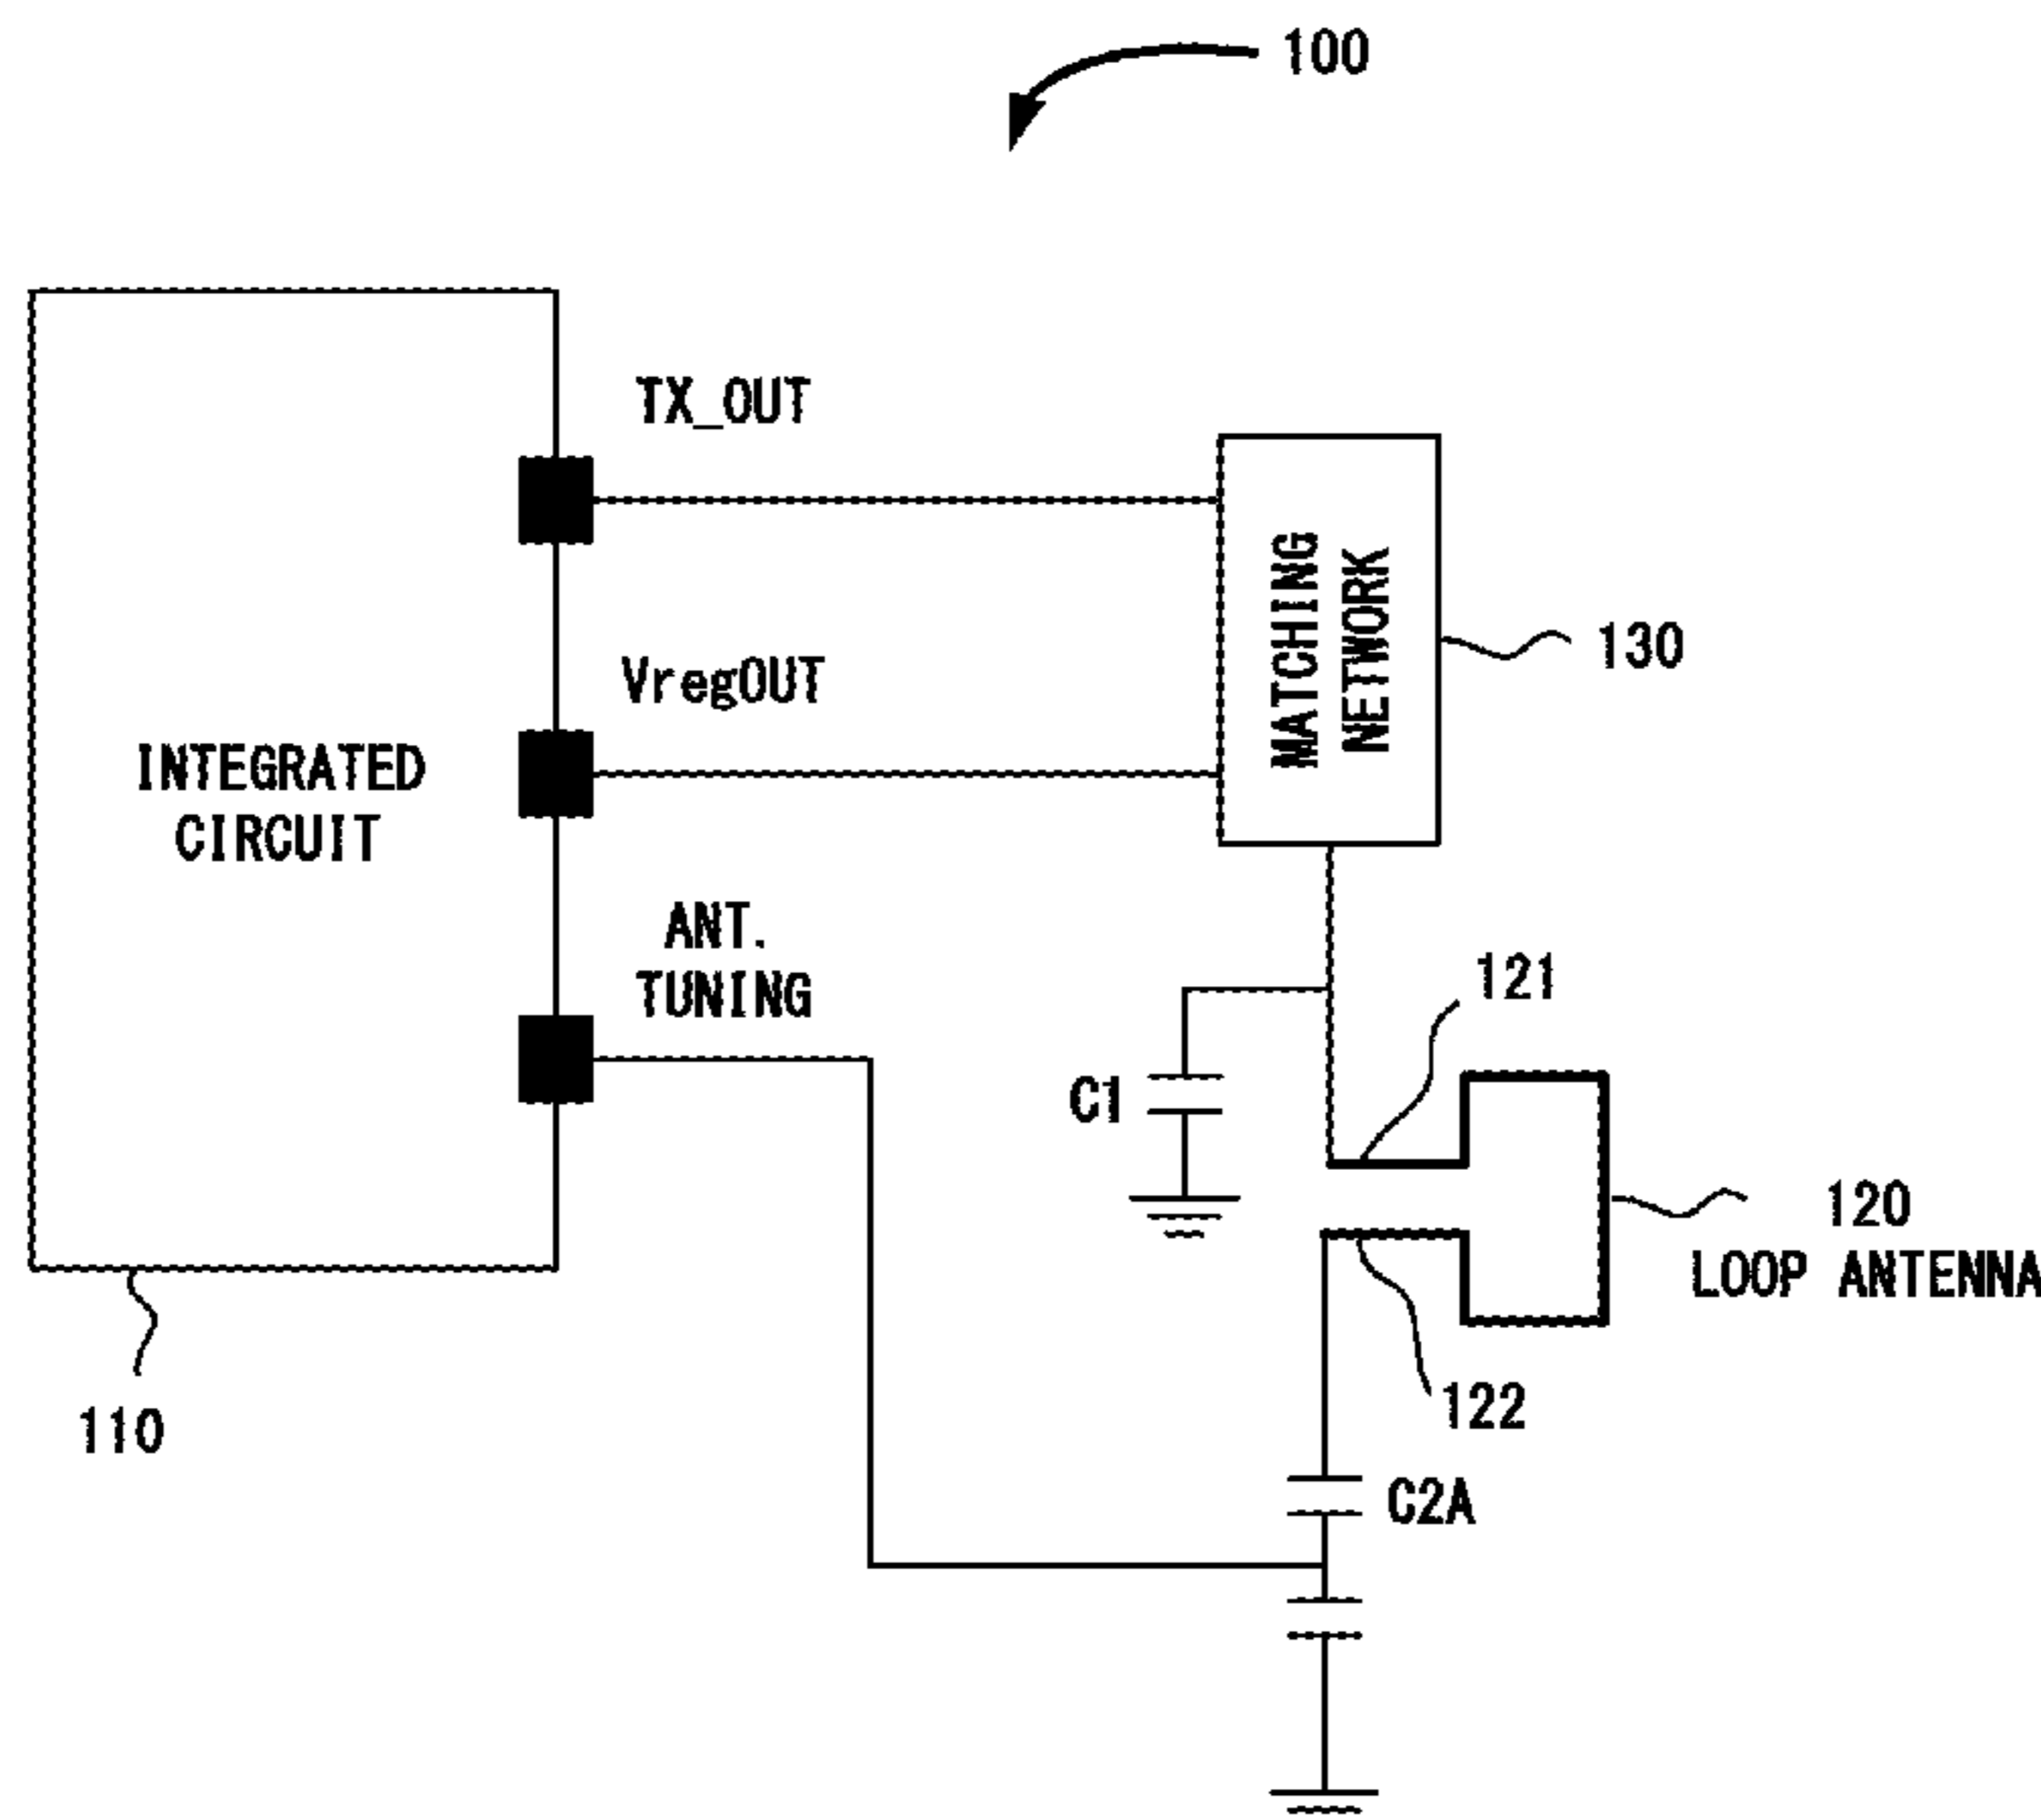 100
TX_OUT
VregOUT
INTEGRATED
CIRCUIT
ANT.
TUNING
MATCHING
NETWORK
130
121
C1
120
LOOP ANTENNA
122
110
C2A